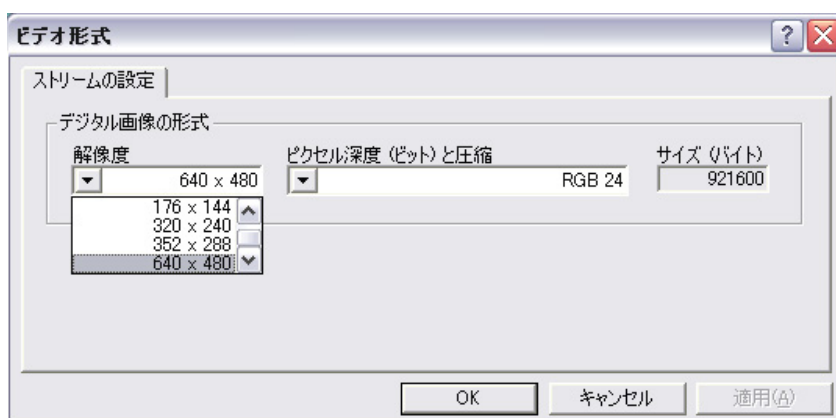 ビデオ形式
ストリームの設定
デジタル画像の形式
解像度 ピクセル深度 (ビット) と圧縮 サイズ (バイト)
640 x 480 RGB 24 921600
176 x 144
320 x 240
352 x 288
640 x 480
OK キャンセル 適用(A)